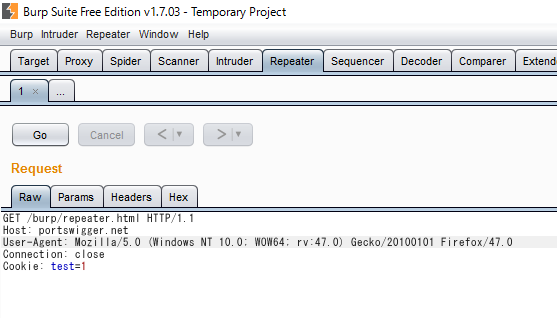 Burp Suite Free Edition v1.7.03 - Temporary Project
Burp Intruder Repeater Window Help
Target Proxy Spider Scanner Intruder Repeater Sequencer Decoder Comparer Extend
1 × ...
Go Cancel < | ▾ > | ▾
Request
Raw Params Headers Hex
GET /burp/repeater.html HTTP/1.1
Host: portswigger.net
User-Agent: Mozilla/5.0 (Windows NT 10.0; WOW64; rv:47.0) Gecko/20100101 Firefox/47.0
Connection: close
Cookie: test=1